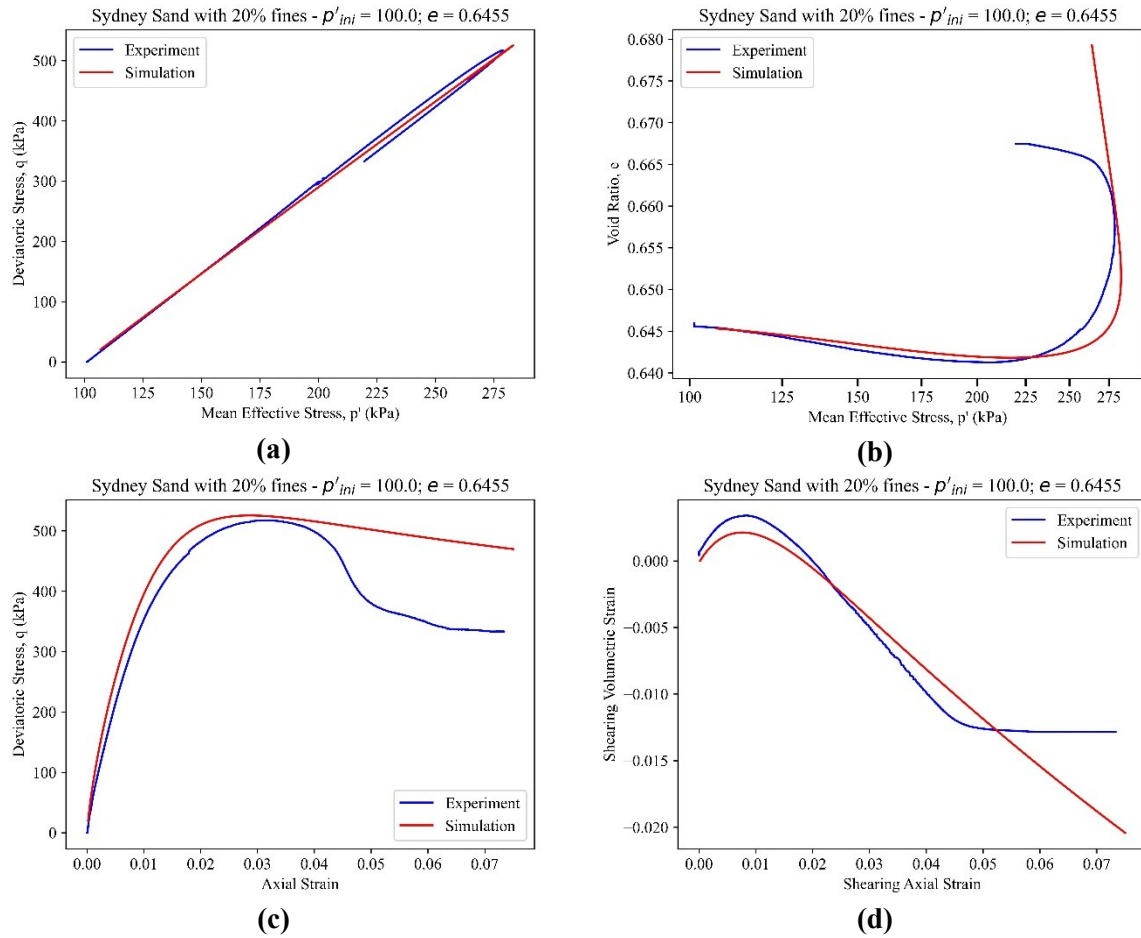 Sydney Sand with 20% fines - p'ini = 100.0; e = 0.6455
Experiment
Simulation
500
400
300
200
100
0
Deviatoric Stress, q (kPa)
100 125 150 175 200 225 250 275
Mean Effective Stress, p' (kPa)
(a)
Sydney Sand with 20% fines - p'ini = 100.0; e = 0.6455
Experiment
Simulation
0.680
0.675
0.670
0.665
0.660
0.655
0.650
0.645
0.640
Void Ratio, e
100 125 150 175 200 225 250 275
Mean Effective Stress, p' (kPa)
(b)
Sydney Sand with 20% fines - p'ini = 100.0; e = 0.6455
500
400
300
200
100
0
Deviatoric Stress, q (kPa)
Experiment
Simulation
0.00 0.01 0.02 0.03 0.04 0.05 0.06 0.07
Axial Strain
(c)
Sydney Sand with 20% fines - p'ini = 100.0; e = 0.6455
Experiment
Simulation
0.000
−0.005
−0.010
−0.015
−0.020
Shearing Volumetric Strain
0.00 0.01 0.02 0.03 0.04 0.05 0.06 0.07
Shearing Axial Strain
(d)